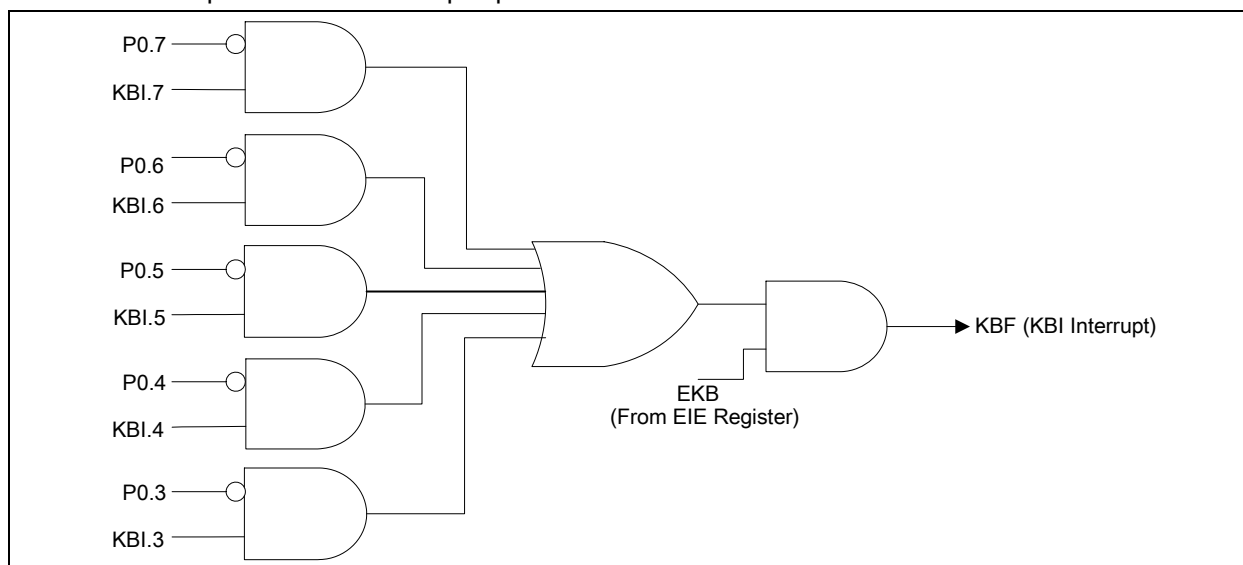 P0.7
KBI.7
P0.6
KBI.6
P0.5
KBI.5
P0.4
KBI.4
P0.3
KBI.3
EKB
(From EIE Register)
KBF (KBI Interrupt)